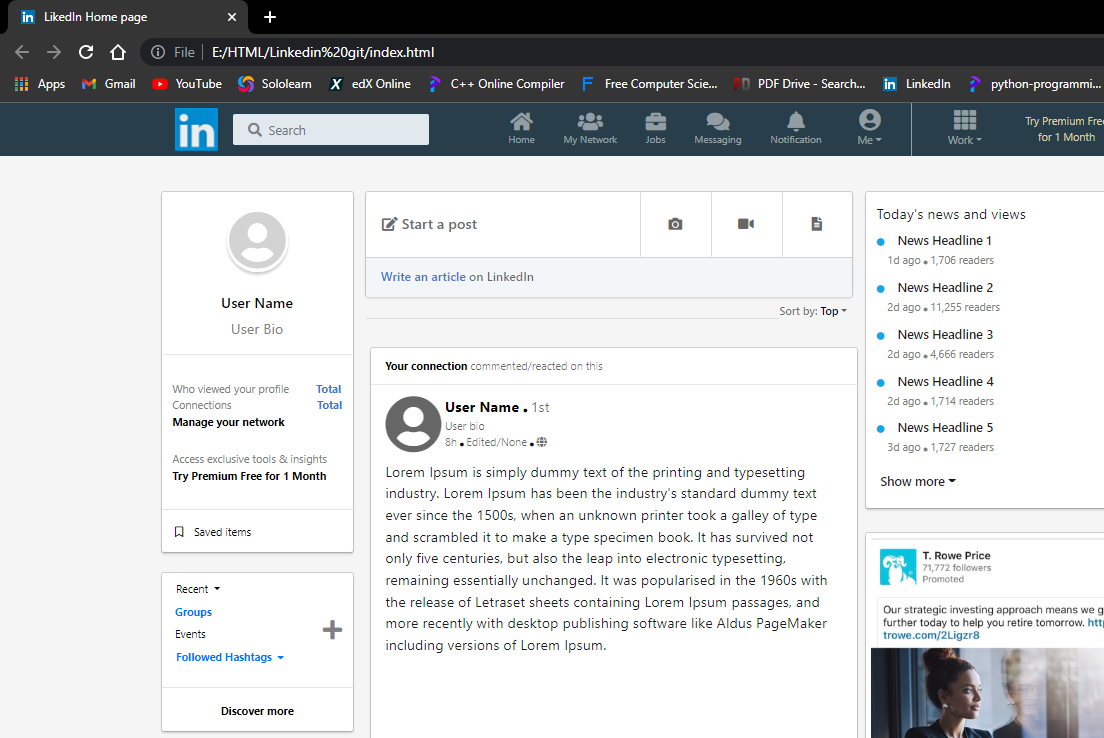 in LikedIn Home page
File E:/HTML/Linkedin%20git/index.html
Apps Gmail YouTube Sololearn X edX Online C++ Online Compiler F Free Computer Scie... PDF Drive - Search... in LinkedIn python-programmi...
in Search Home My Network Jobs Messaging Notification Me Work Try Premium Free
for 1 Month
User Name
User Bio
Who viewed your profile Total
Connections Total
Manage your network
Access exclusive tools & insights
Try Premium Free for 1 Month
Saved items
Recent
Groups
Events
Followed Hashtags
Discover more
Start a post
Write an article on LinkedIn
Sort by: Top
Your connection commented/reacted on this
User Name • 1st
User bio
8h • Edited/None •
Lorem Ipsum is simply dummy text of the printing and typesetting
industry. Lorem Ipsum has been the industry's standard dummy text
ever since the 1500s, when an unknown printer took a galley of type
and scrambled it to make a type specimen book. It has survived not
only five centuries, but also the leap into electronic typesetting,
remaining essentially unchanged. It was popularised in the 1960s with
the release of Letraset sheets containing Lorem Ipsum passages, and
more recently with desktop publishing software like Aldus PageMaker
including versions of Lorem Ipsum.
Today's news and views
News Headline 1
1d ago • 1,706 readers
News Headline 2
2d ago • 11,255 readers
News Headline 3
2d ago • 4,666 readers
News Headline 4
2d ago • 1,714 readers
News Headline 5
3d ago • 1,727 readers
Show more
T. Rowe Price
71,772 followers
Promoted
Our strategic investing approach means we g
further today to help you retire tomorrow. htt
trowe.com/2Ligzr8